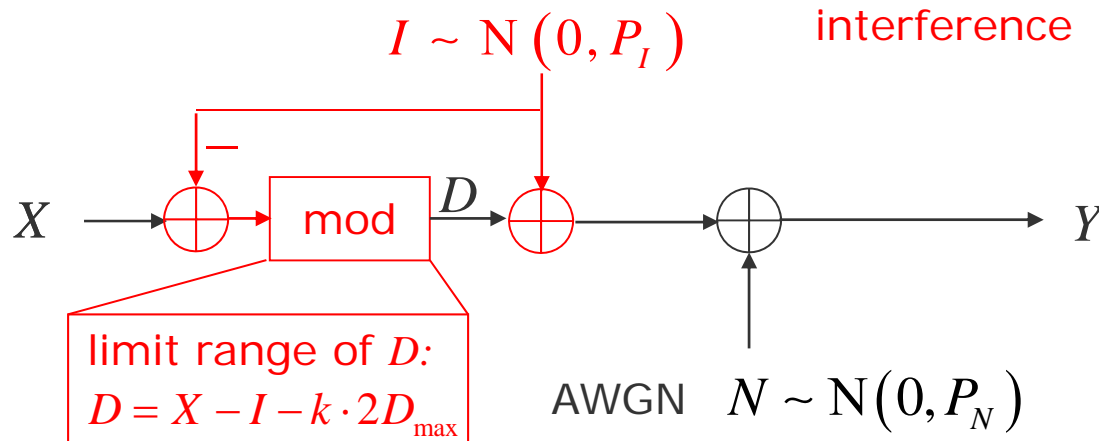 interference
I ~ N(0, P_I)
−
X
mod
D
Y
limit range of D:
D = X − I − k · 2D_max
AWGN N ~ N(0, P_N)